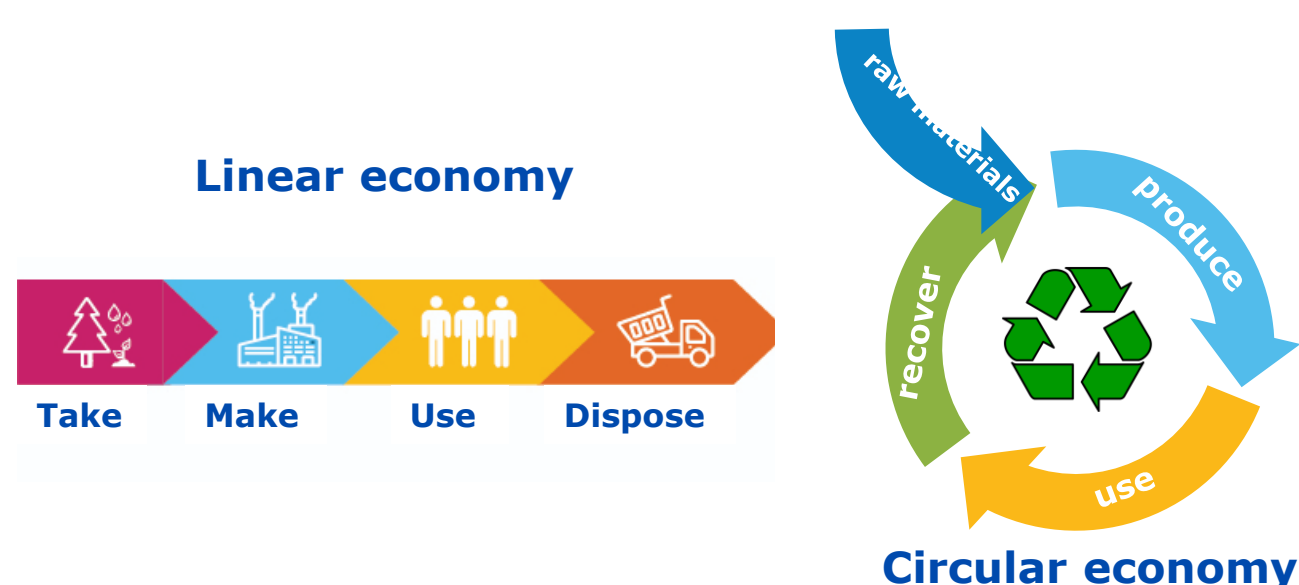 Linear economy
Take
Make
Use
Dispose
raw materials
produce
use
recover
Circular economy